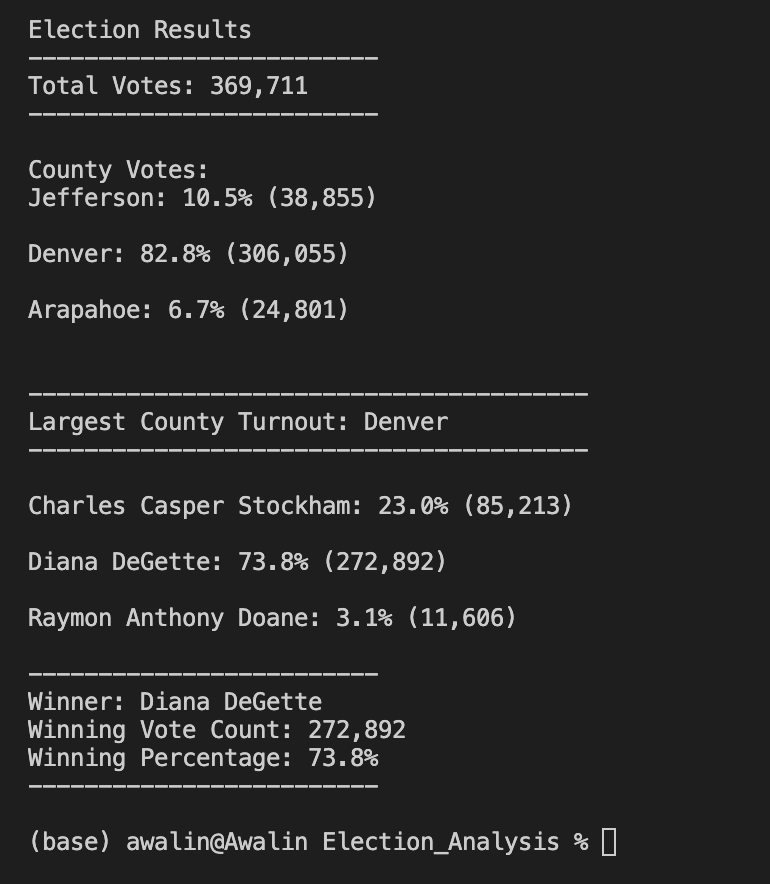 Election Results
-------------------------
Total Votes: 369,711
-------------------------
County Votes:
Jefferson: 10.5% (38,855)
Denver: 82.8% (306,055)
Arapahoe: 6.7% (24,801)
----------------------------------------
Largest County Turnout: Denver
----------------------------------------
Charles Casper Stockham: 23.0% (85,213)
Diana DeGette: 73.8% (272,892)
Raymon Anthony Doane: 3.1% (11,606)
-------------------------
Winner: Diana DeGette
Winning Vote Count: 272,892
Winning Percentage: 73.8%
-------------------------
(base) awalin@Awalin Election_Analysis %